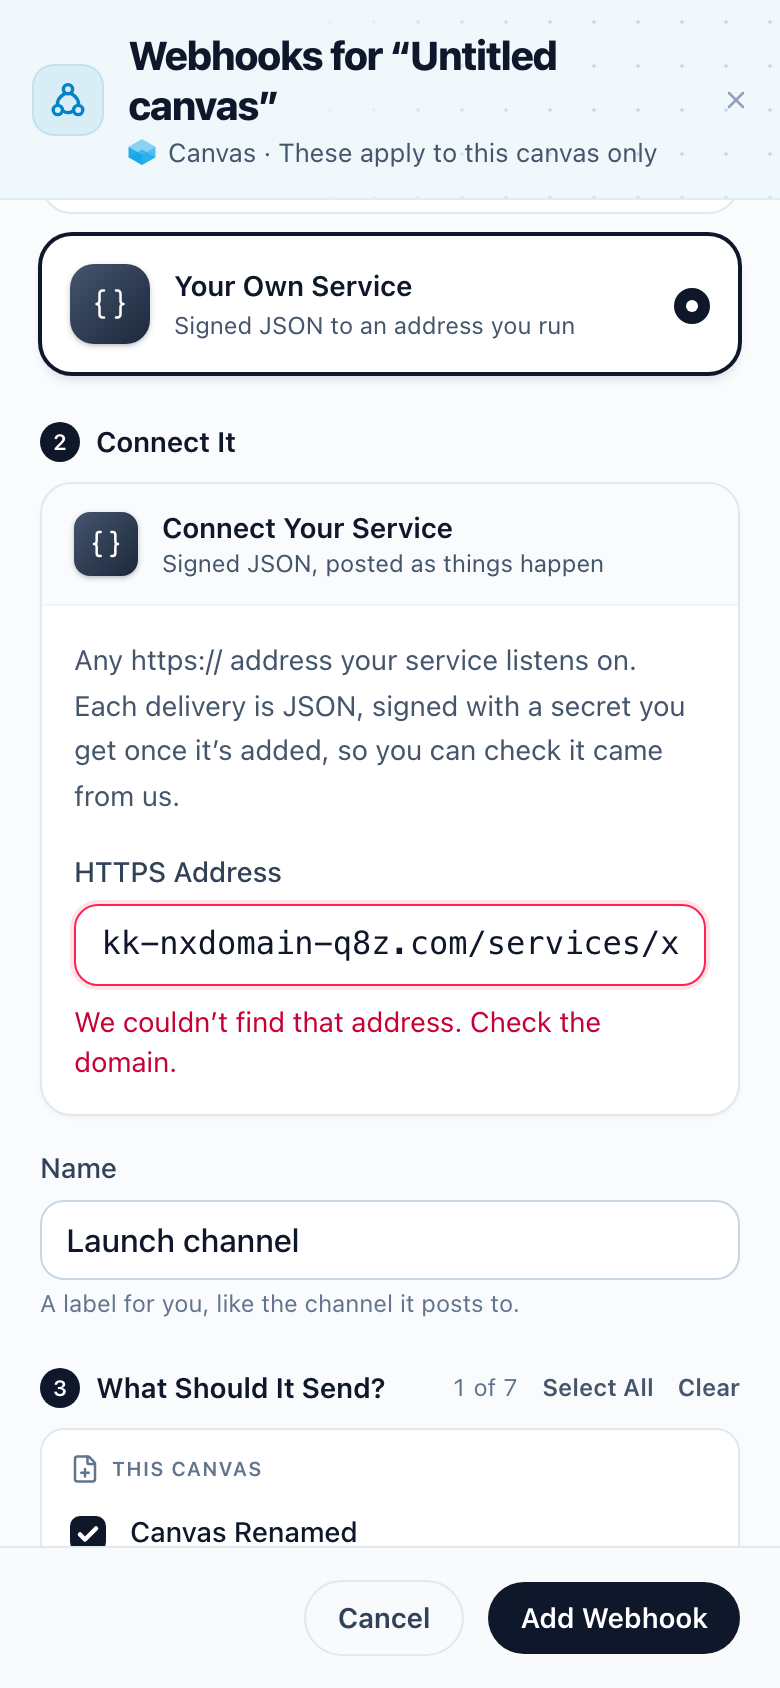 Webhooks for “Untitled
canvas”
Canvas · These apply to this canvas only
{ } Your Own Service
Signed JSON to an address you run
2 Connect It
{ } Connect Your Service
Signed JSON, posted as things happen
Any https:// address your service listens on.
Each delivery is JSON, signed with a secret you
get once it’s added, so you can check it came
from us.
HTTPS Address
kk-nxdomain-q8z.com/services/x
We couldn’t find that address. Check the
domain.
Name
Launch channel
A label for you, like the channel it posts to.
3 What Should It Send? 1 of 7 Select All Clear
THIS CANVAS
Canvas Renamed
Cancel Add Webhook